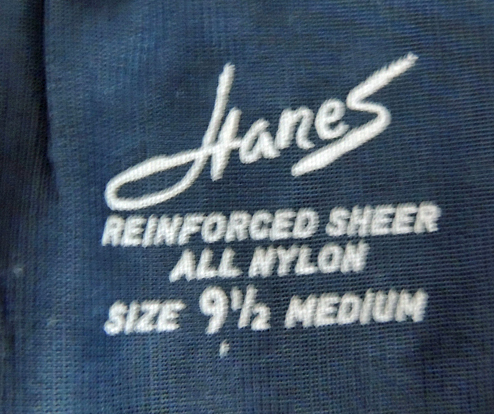 Hanes
REINFORCED SHEER
ALL NYLON
SIZE 9½ MEDIUM